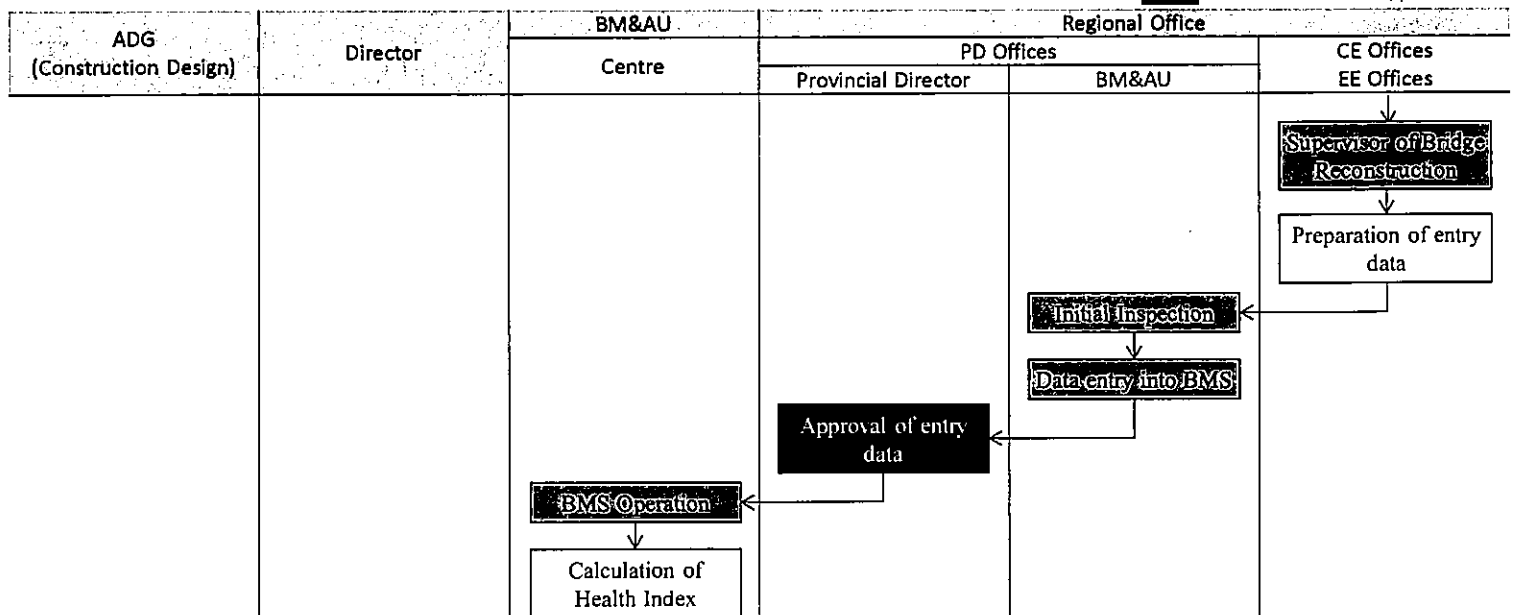 ADG
(Construction Design)
Director
BM&AU
Centre
Regional Office
PD Offices
Provincial Director
BM&AU
CE Offices
EE Offices
Supervisor of Bridge
Reconstruction
Preparation of entry
data
Initial Inspection
Data entry into BMS
Approval of entry
data
BMS Operation
Calculation of
Health Index